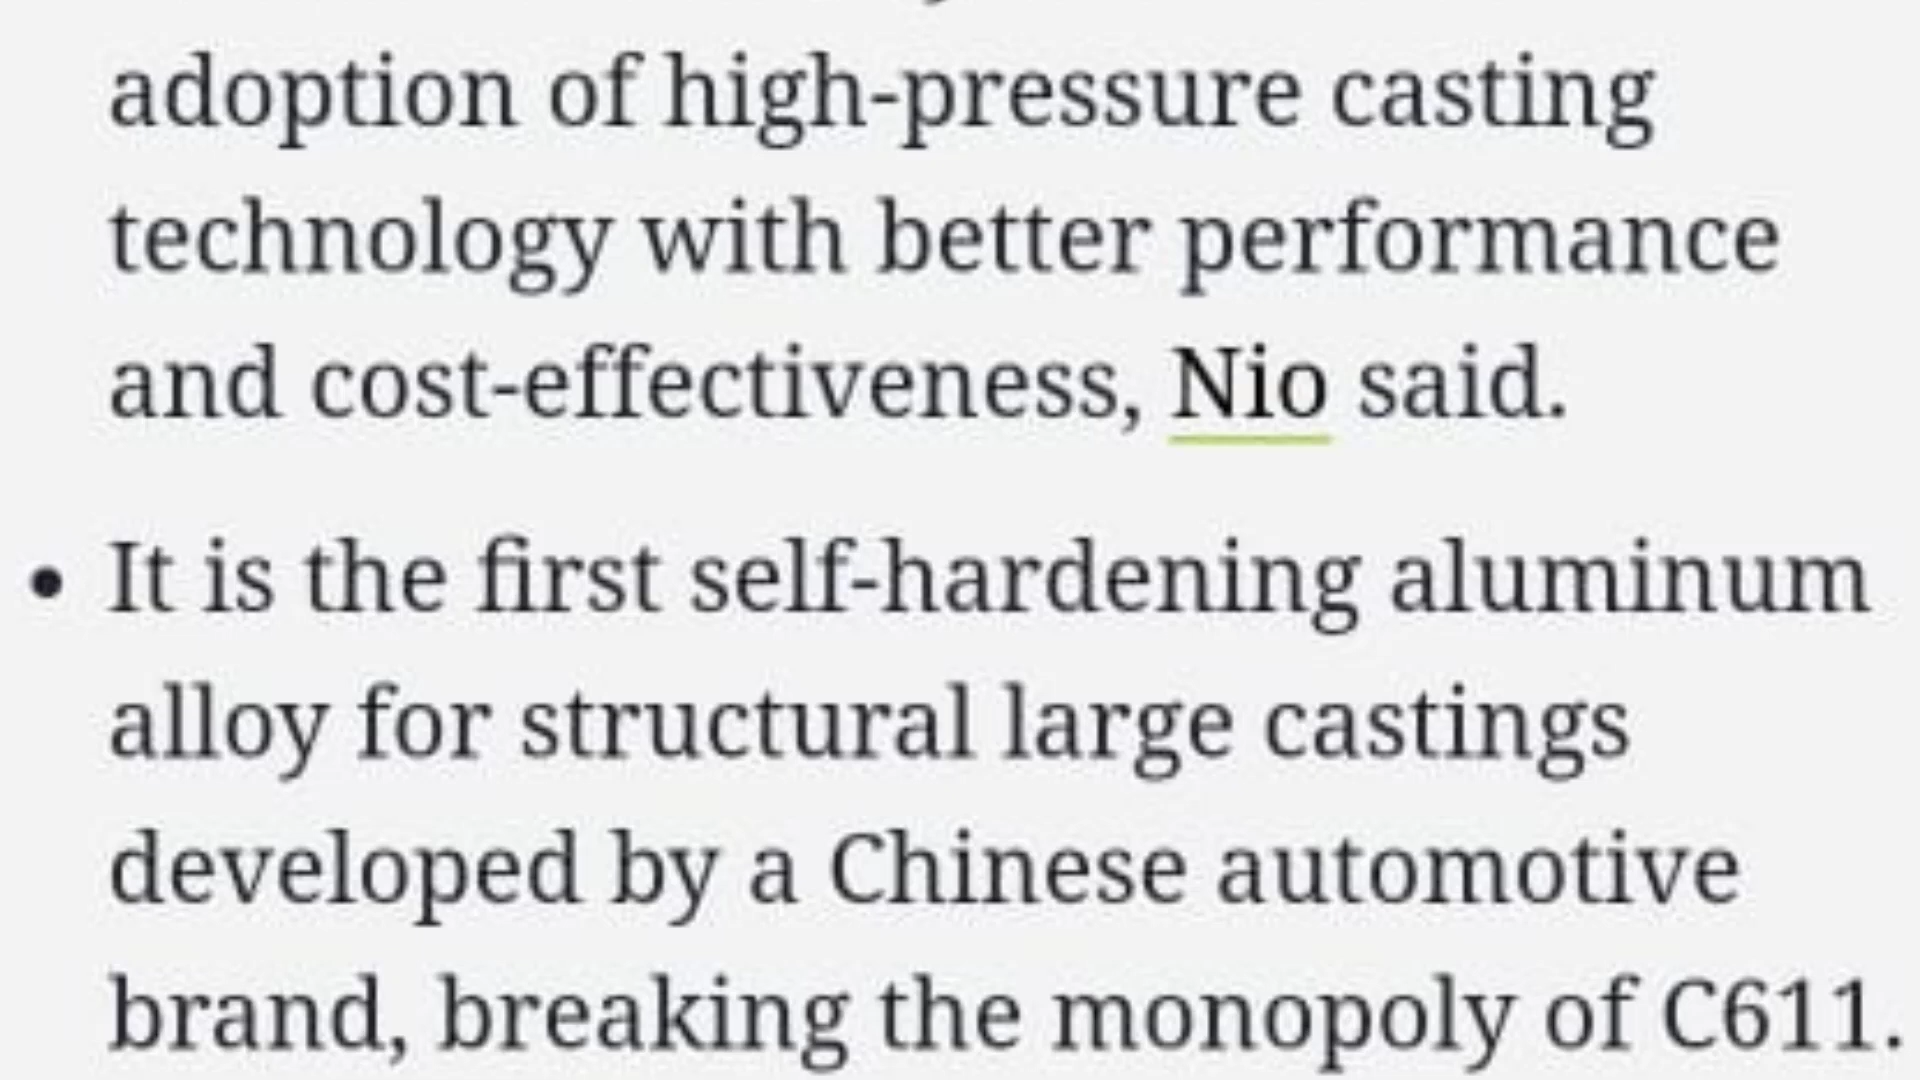 adoption of high-pressure casting
technology with better performance
and cost-effectiveness, Nio said.
• It is the first self-hardening aluminum
alloy for structural large castings
developed by a Chinese automotive
brand, breaking the monopoly of C611.